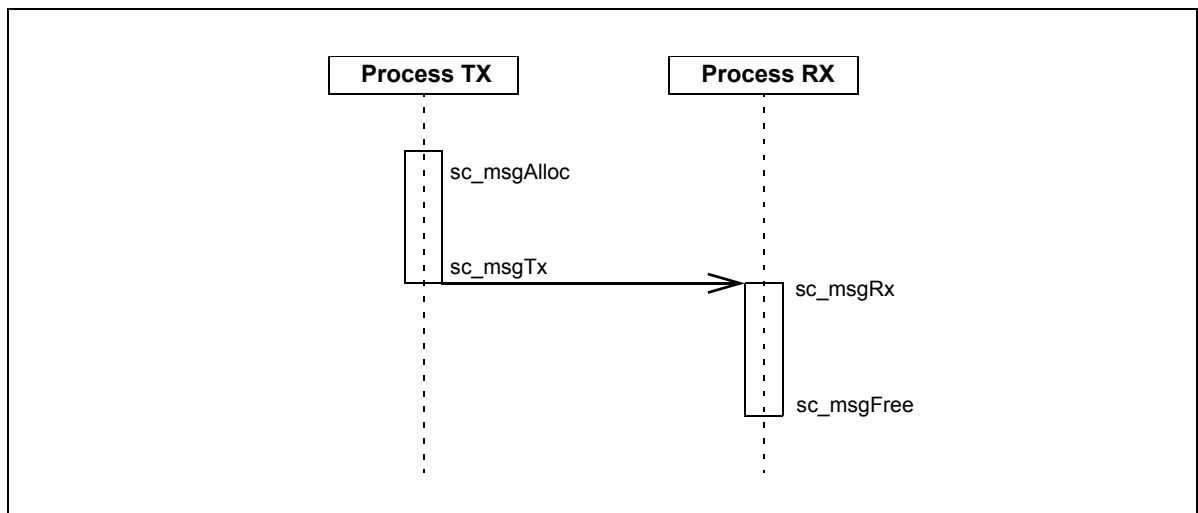 Process TX
Process RX
sc_msgAlloc
sc_msgTx
sc_msgRx
sc_msgFree